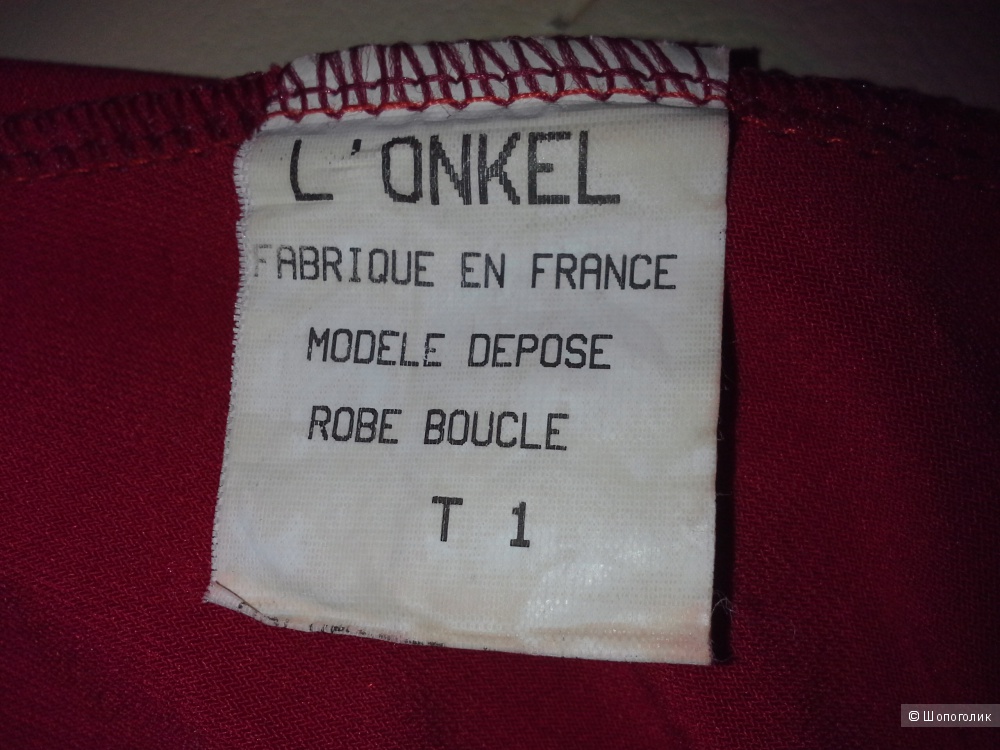 L'ONKEL
FABRIQUE EN FRANCE
MODELE DEPOSE
ROBE BOUCLE
T 1
© Шопоголик